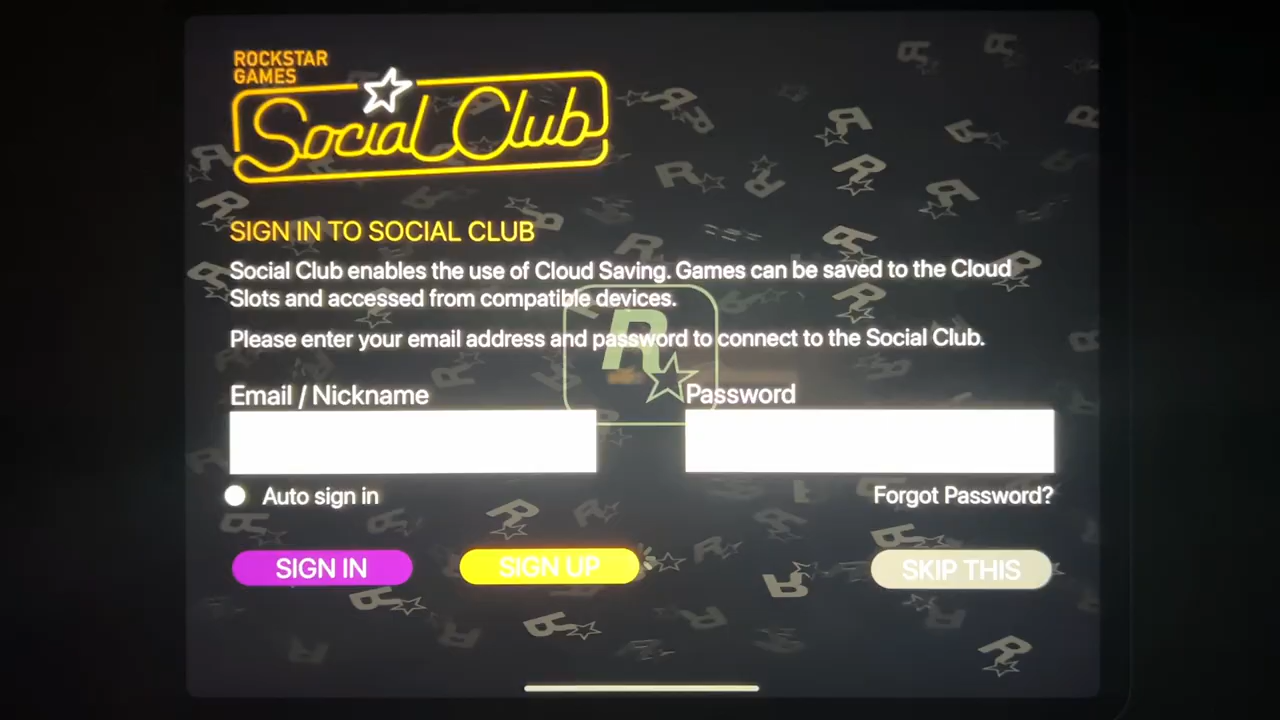 ROCKSTAR
GAMES
Social Club
SIGN IN TO SOCIAL CLUB
Social Club enables the use of Cloud Saving. Games can be saved to the Cloud
Slots and accessed from compatible devices.
Please enter your email address and password to connect to the Social Club.
Email / Nickname
Password
R
Auto sign in
Forgot Password?
SIGN IN
SIGN UP
SKIP THIS